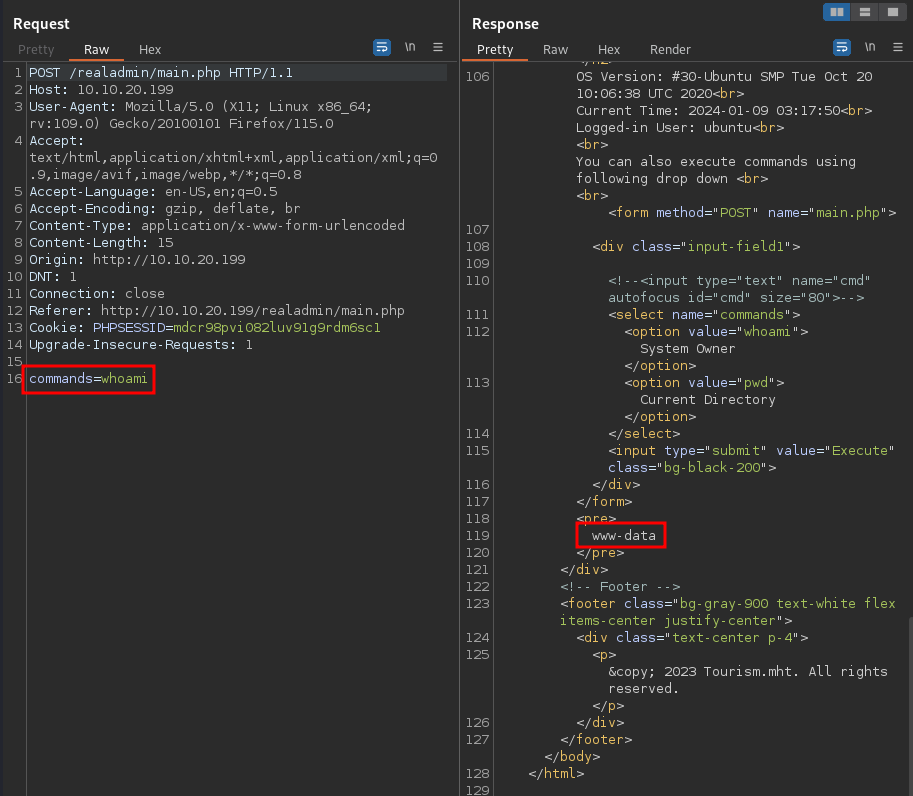 Request
Pretty Raw Hex
\n
1 POST /realadmin/main.php HTTP/1.1
2 Host: 10.10.20.199
3 User-Agent: Mozilla/5.0 (X11; Linux x86_64;
rv:109.0) Gecko/20100101 Firefox/115.0
4 Accept:
text/html,application/xhtml+xml,application/xml;q=0
.9,image/avif,image/webp,*/*;q=0.8
5 Accept-Language: en-US,en;q=0.5
6 Accept-Encoding: gzip, deflate, br
7 Content-Type: application/x-www-form-urlencoded
8 Content-Length: 15
9 Origin: http://10.10.20.199
10 DNT: 1
11 Connection: close
12 Referer: http://10.10.20.199/realadmin/main.php
13 Cookie: PHPSESSID=mdcr98pvi082luv91g9rdm6sc1
14 Upgrade-Insecure-Requests: 1
15
16 commands=whoami
Response
Pretty Raw Hex Render
\n
</h2>
106 OS Version: #30-Ubuntu SMP Tue Oct 20
10:06:38 UTC 2020<br>
Current Time: 2024-01-09 03:17:50<br>
Logged-in User: ubuntu<br>
<br>
You can also execute commands using
following drop down <br>
<br>
<form method="POST" name="main.php">
107
108 <div class="input-field1">
109
110 <!--<input type="text" name="cmd"
autofocus id="cmd" size="80">-->
111 <select name="commands">
112 <option value="whoami">
System Owner
</option>
113 <option value="pwd">
Current Directory
</option>
114 </select>
115 <input type="submit" value="Execute"
class="bg-black-200">
116 </div>
117 </form>
118 <pre>
119 www-data
120 </pre>
121 </div>
122 <!-- Footer -->
123 <footer class="bg-gray-900 text-white flex
items-center justify-center">
124 <div class="text-center p-4">
125 <p>
&copy; 2023 Tourism.mht. All rights
reserved.
</p>
126 </div>
127 </footer>
</body>
128 </html>
129